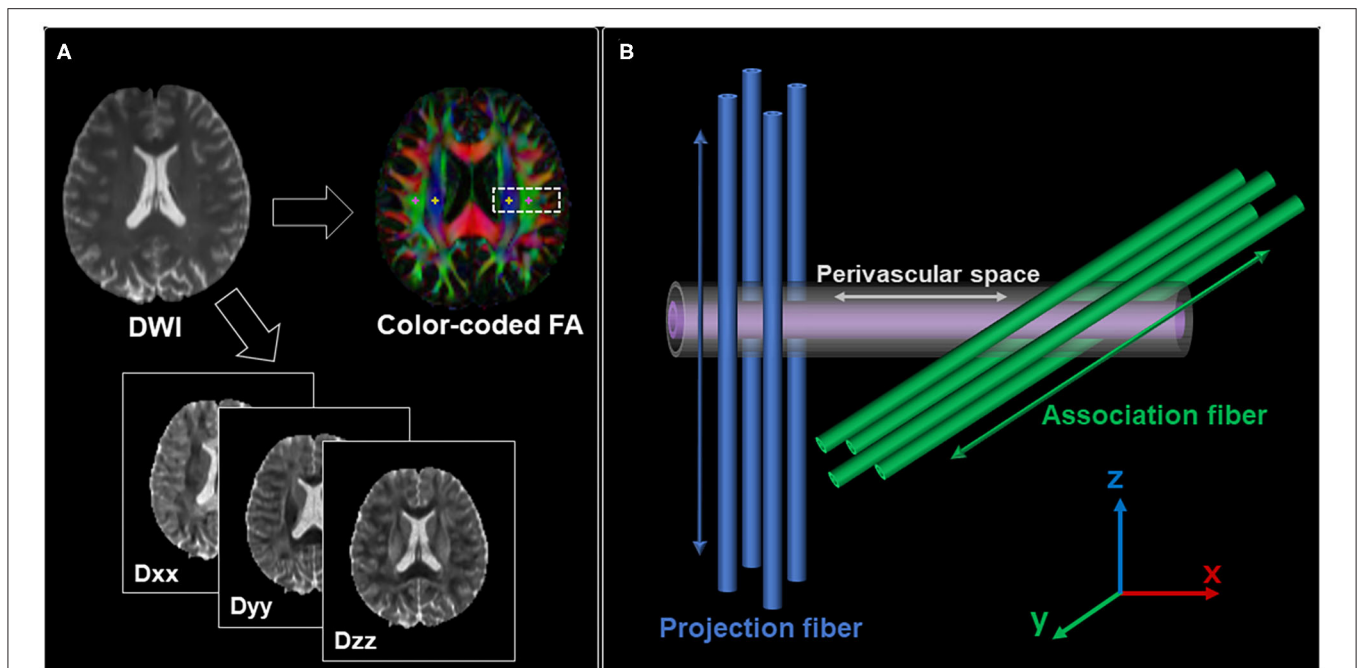 A
DWI
Color-coded FA
Dxx
Dyy
Dzz
B
Perivascular space
Association fiber
Projection fiber
z
x
y